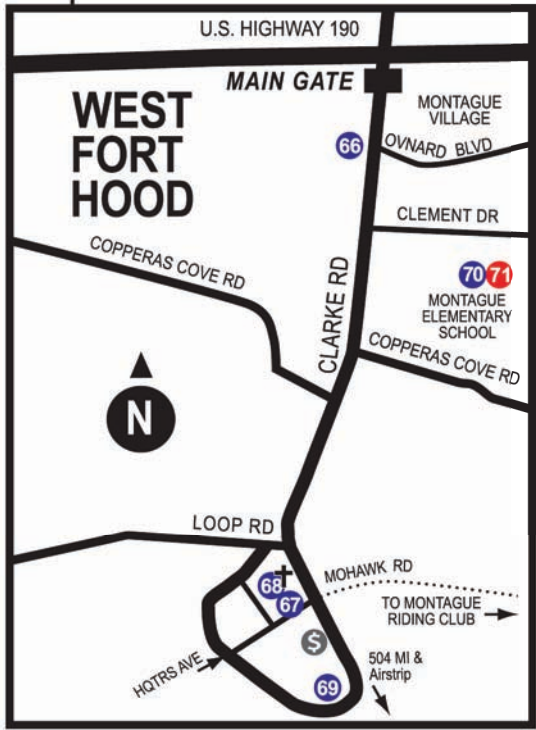 U.S. HIGHWAY 190
MAIN GATE
WEST
FORT
HOOD
MONTAGUE
VILLAGE
66
OVNARD BLVD
CLEMENT DR
COPPERAS COVE RD
CLARKE RD
70 71
MONTAGUE
ELEMENTARY
SCHOOL
COPPERAS COVE RD
N
LOOP RD
MOHAWK RD
68
67
TO MONTAGUE
RIDING CLUB
$
HQTRS AVE
504 MI &
Airstrip
69